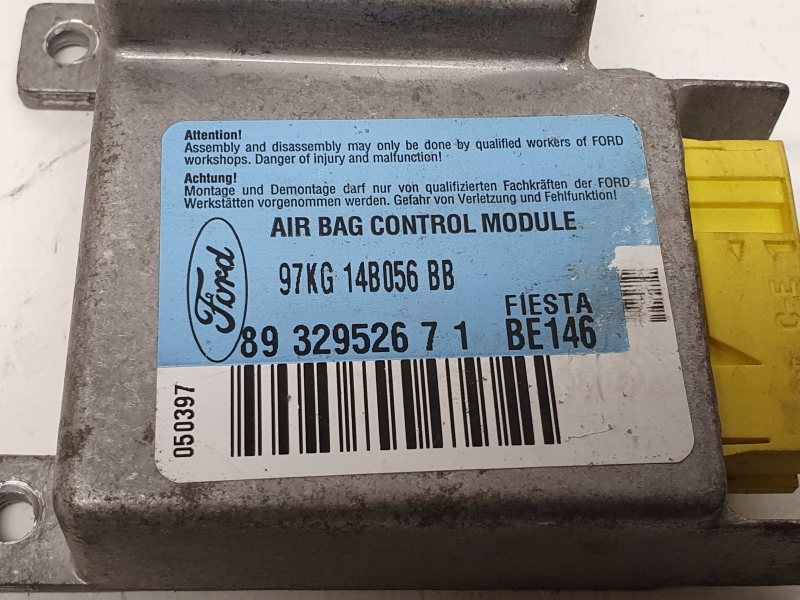 Attention!
Assembly and disassembly may only be done by qualified workers of FORD
workshops. Danger of injury and malfunction!
Achtung!
Montage und Demontage darf nur von qualifizierten Fachkräften der FORD
Werkstätten vorgenommen werden. Gefahr von Verletzung und Fehlfunktion!
AIR BAG CONTROL MODULE
Ford
97KG 14B056 BB
FIESTA
89 329526 7 1 BE146
050397